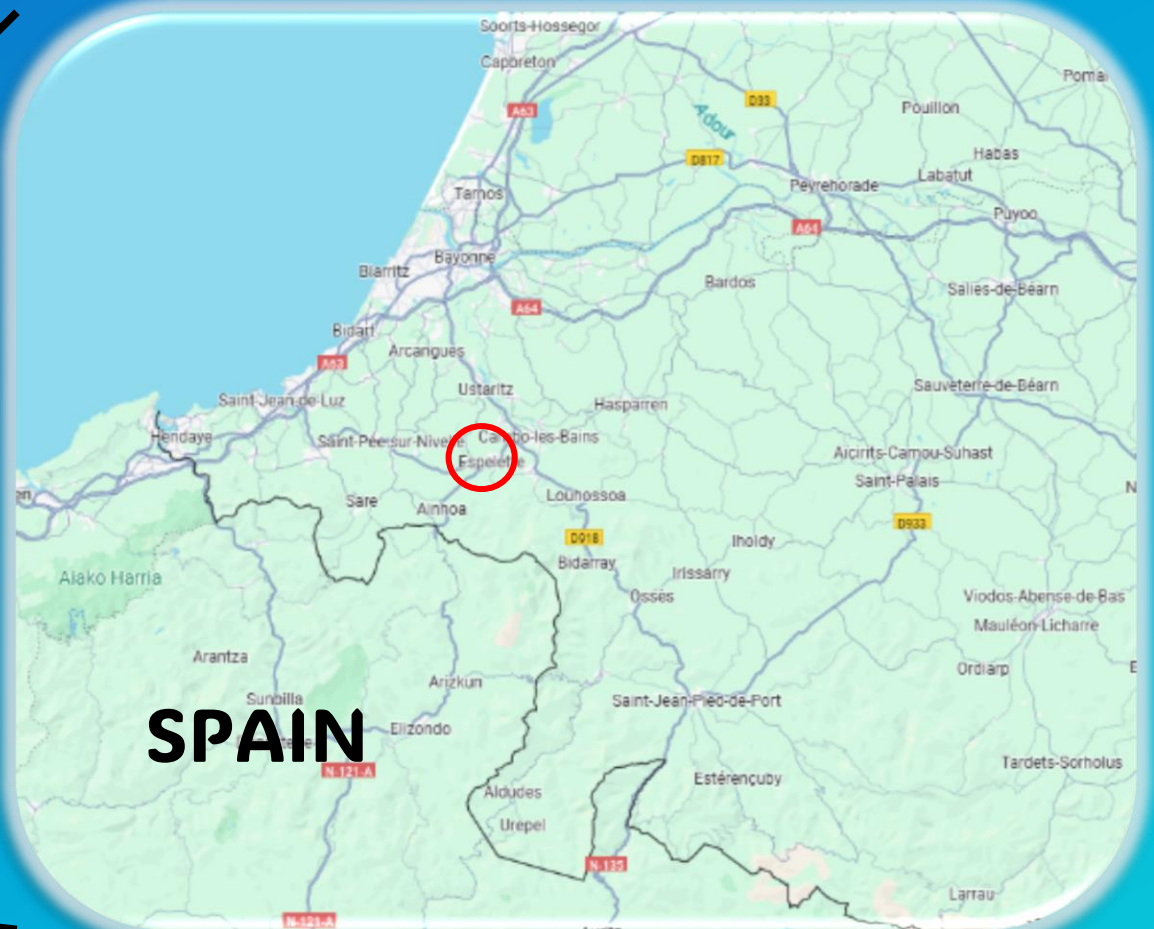 Soorts-Hossegor
Capbreton
Pomar
A63
D33
Adour
Pouillon
D817
Habas
Labatut
Tarnos
Peyrehorade
Puyoo
A64
Bayonne
Biarritz
Bardos
Salies-de-Béarn
A64
Bidart
Arcangues
A63
Ustaritz
Sauveterre-de-Béarn
Saint-Jean-de-Luz
Hasparren
Hendaye
Saint-Pée-sur-Nivelle
Cambo-les-Bains
Aïcirits-Camou-Suhast
Espelette
Saint-Palais
en
Sare
Ainhoa
Louhossoa
N
D918
D933
Iholdy
Bidarray
Irissarry
Aiako Harria
Ossès
Viodos-Abense-de-Bas
Mauléon-Licharre
Arantza
Ordiarp
E
Arizkun
Sunbilla
Saint-Jean-Pied-de-Port
SPAIN
Elizondo
N-121-A
Tardets-Sorholus
Estérençuby
Aldudes
Urepel
N-135
Larrau
N-121-A